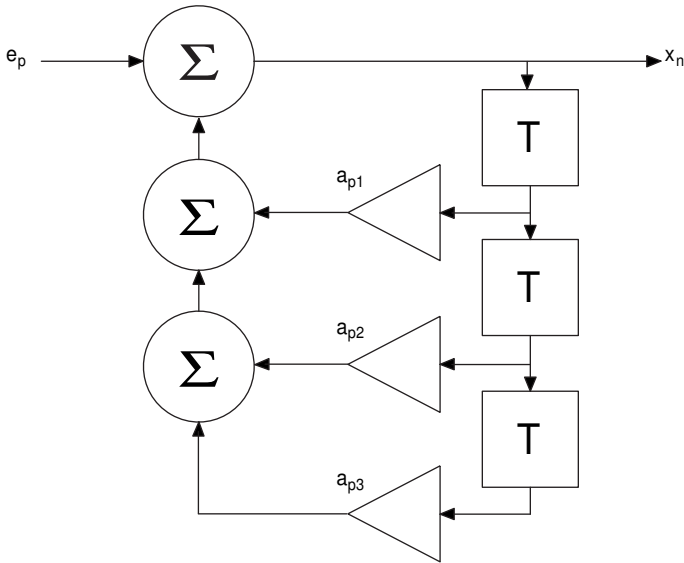 e_p Σ x_n
T
a_p1
Σ
T
a_p2
Σ
T
a_p3